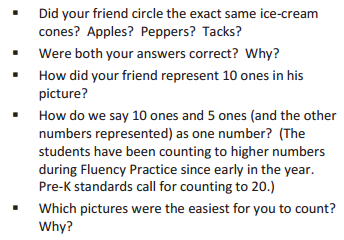 ▪ Did your friend circle the exact same ice-cream
cones?  Apples?  Peppers?  Tacks?
▪ Were both your answers correct?  Why?
▪ How did your friend represent 10 ones in his
picture?
▪ How do we say 10 ones and 5 ones (and the other
numbers represented) as one number?  (The
students have been counting to higher numbers
during Fluency Practice since early in the year.
Pre-K standards call for counting to 20.)
▪ Which pictures were the easiest for you to count?
Why?